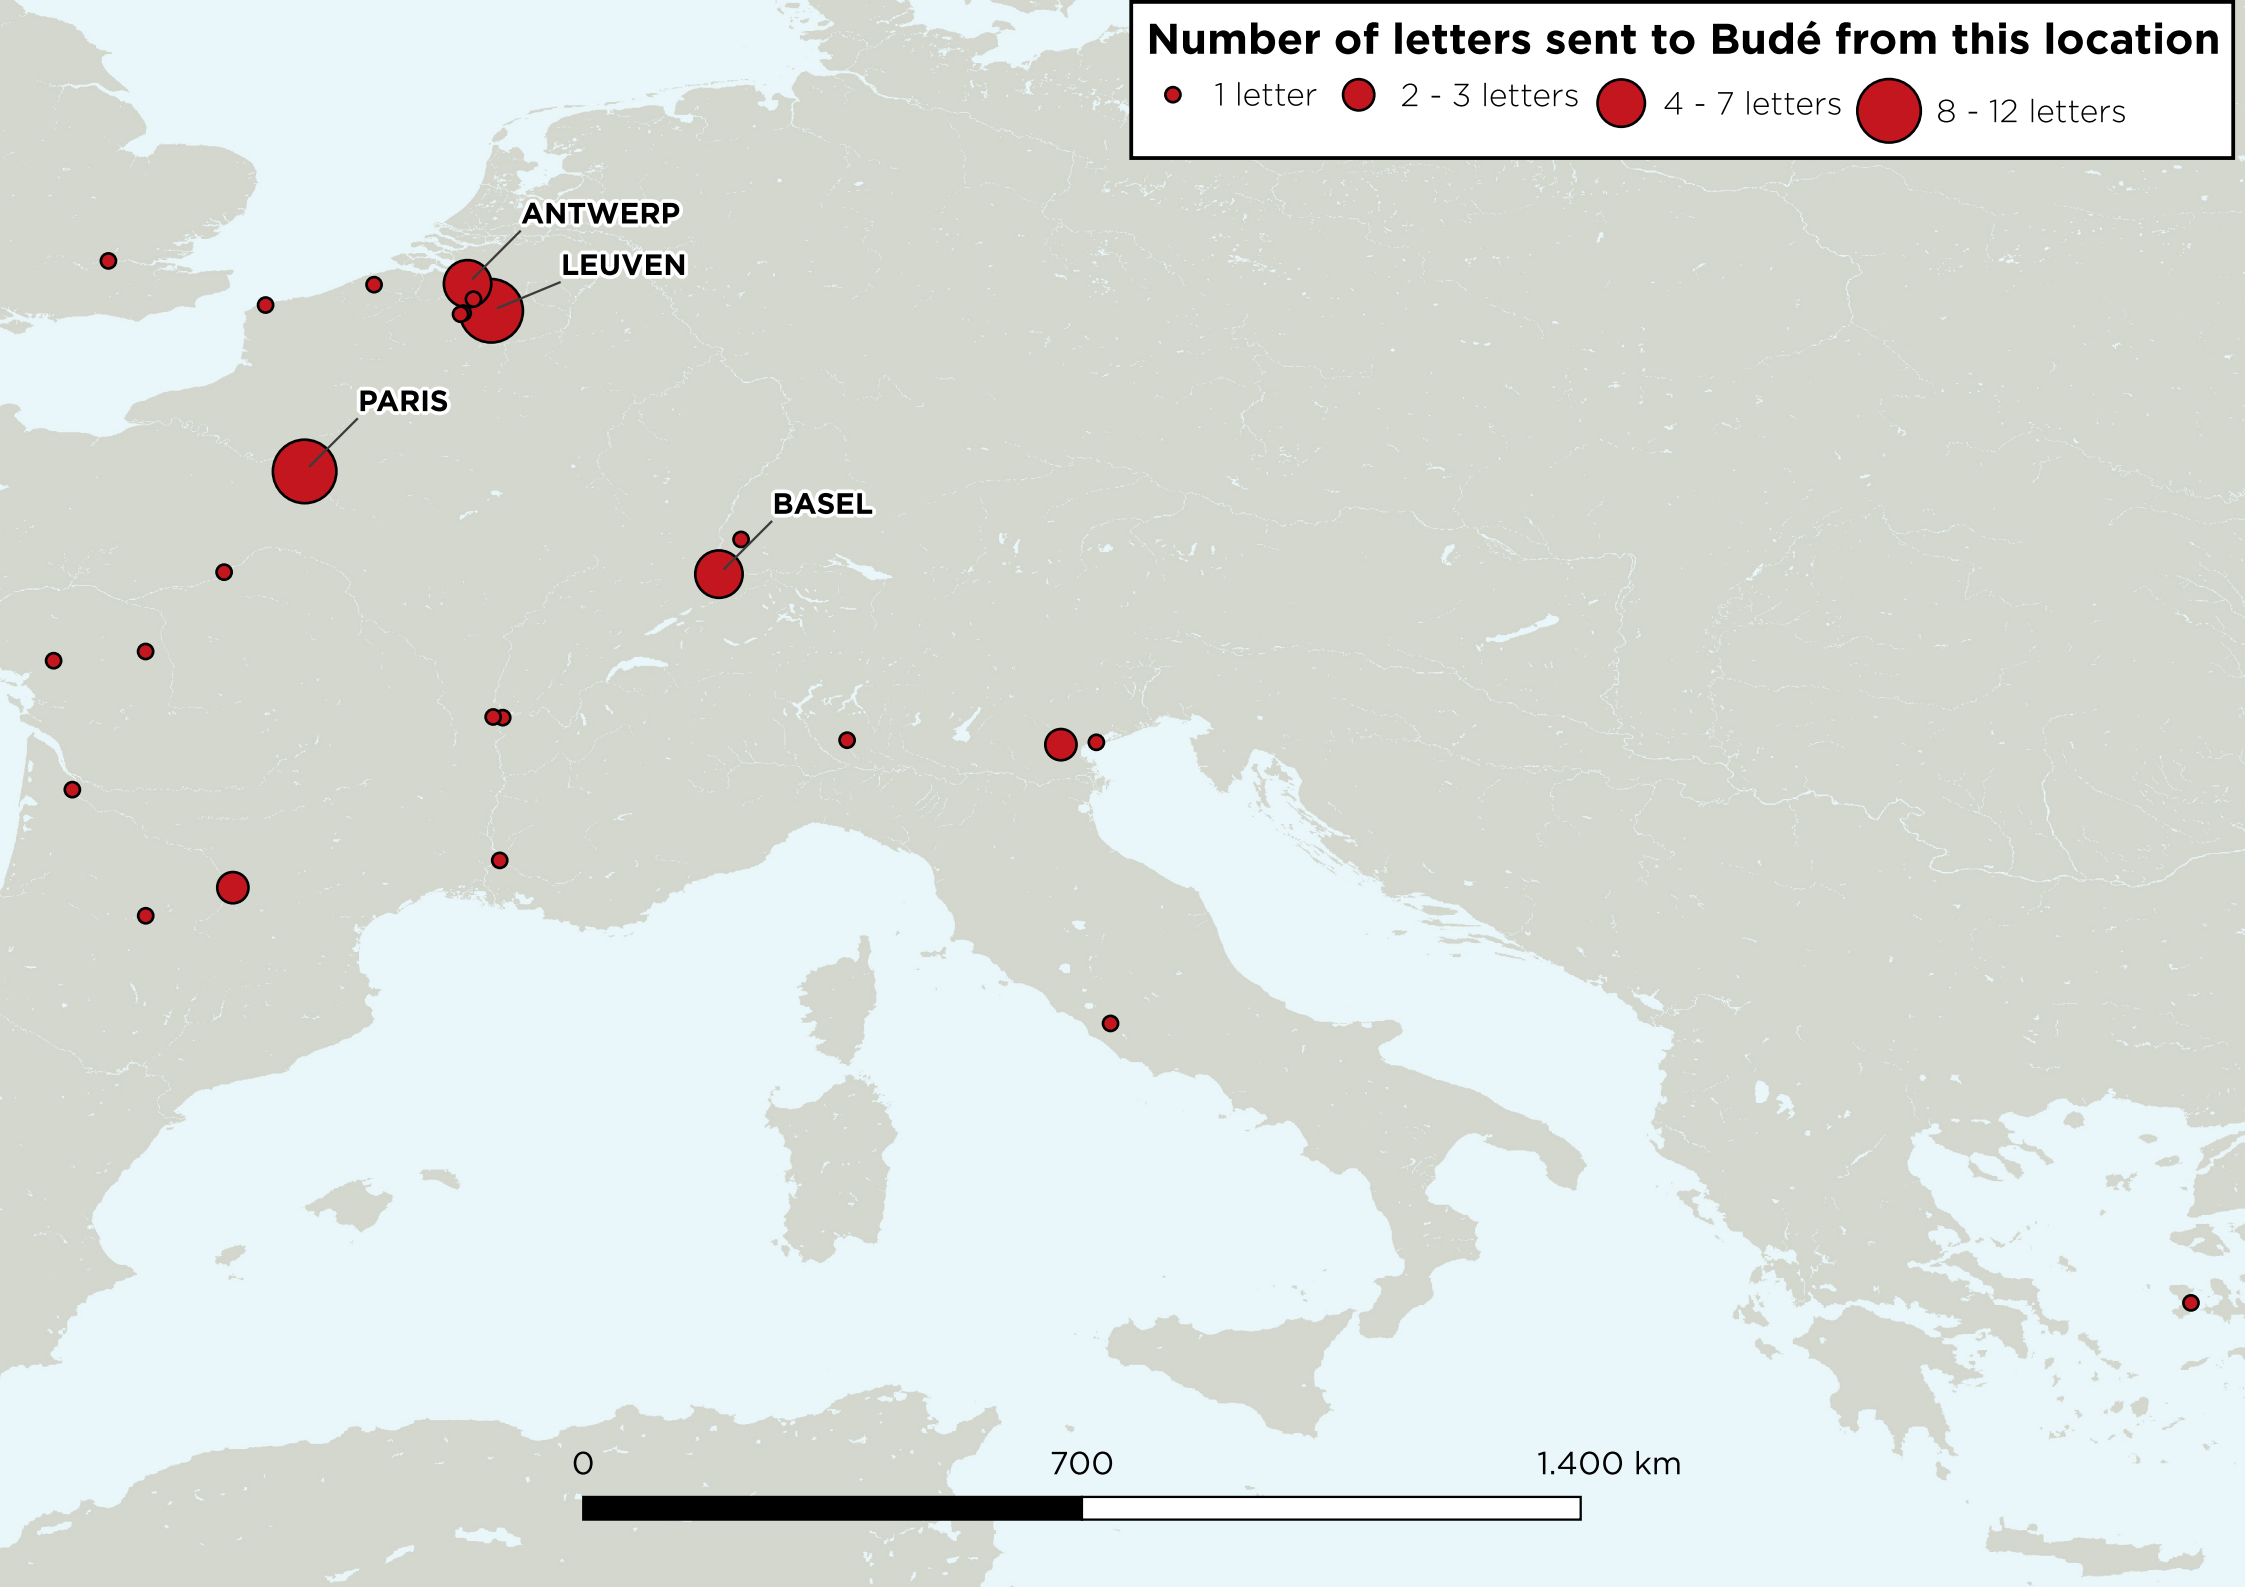 Number of letters sent to Budé from this location
1 letter 2 - 3 letters 4 - 7 letters 8 - 12 letters
ANTWERP
LEUVEN
PARIS
BASEL
0 700 1.400 km